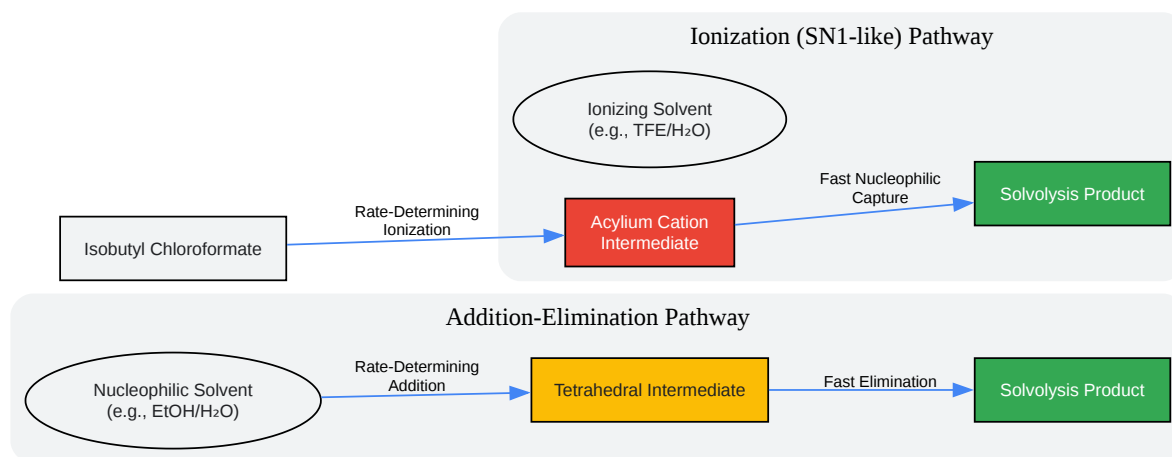 Ionization (SN1-like) Pathway
Ionizing Solvent
(e.g., TFE/H₂O)
Fast Nucleophilic
Capture
Solvolysis Product
Rate-Determining
Ionization
Acylium Cation
Intermediate
Isobutyl Chloroformate
Addition-Elimination Pathway
Rate-Determining
Addition
Nucleophilic Solvent
(e.g., EtOH/H₂O)
Tetrahedral Intermediate
Fast Elimination
Solvolysis Product